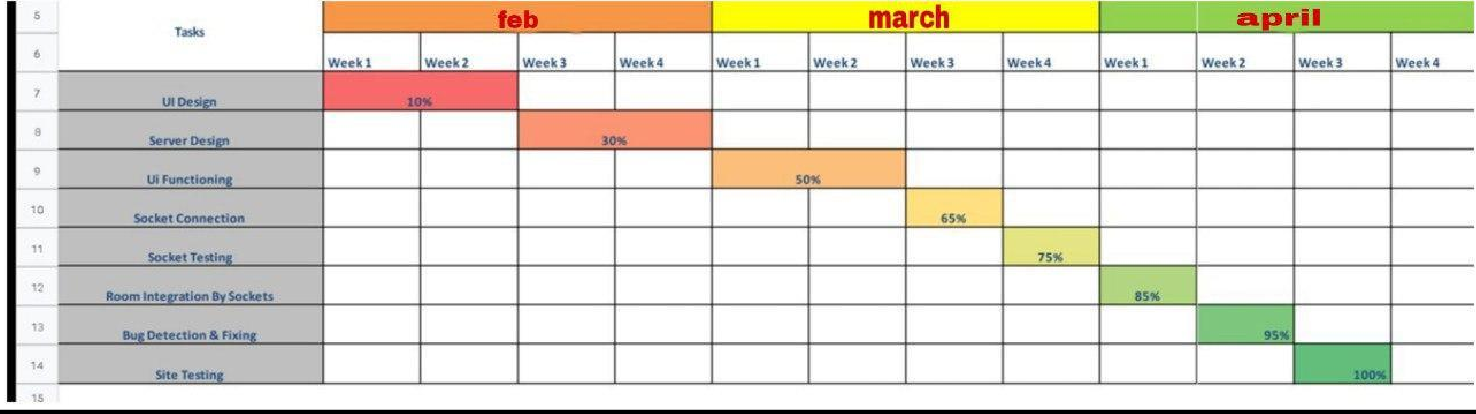 5 feb march april
Tasks
6 Week 1 Week 2 Week 3 Week 4 Week 1 Week 2 Week 3 Week 4 Week 1 Week 2 Week 3 Week 4
7 UI Design 10%
8 Server Design 30%
9 Ui Functioning 50%
10 Socket Connection 65%
11 Socket Testing 75%
12 Room Integration By Sockets 85%
13 Bug Detection & Fixing 95%
14 Site Testing 100%
15